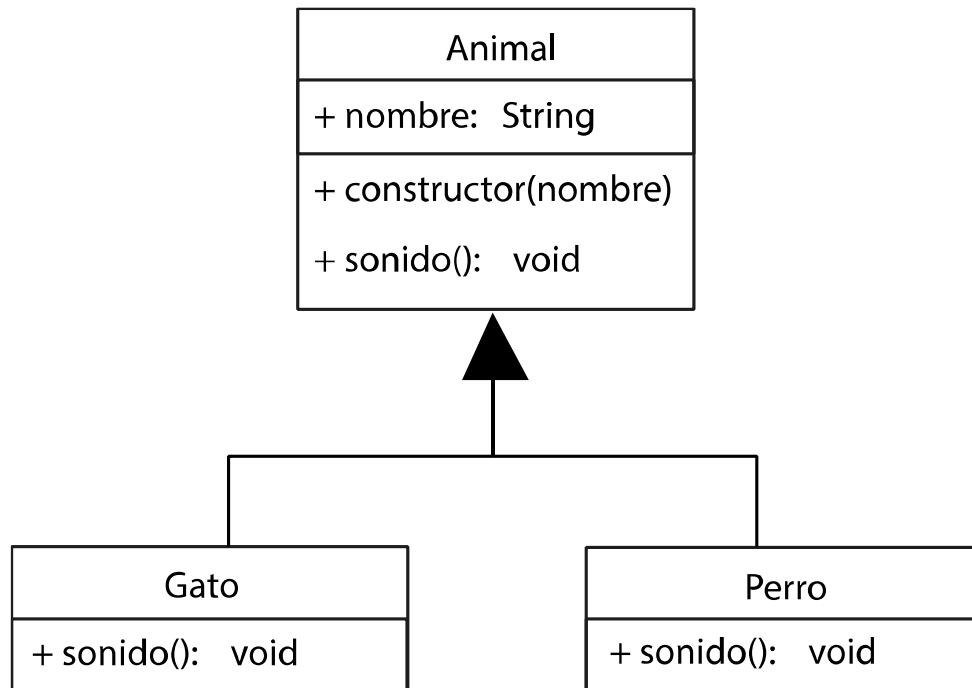 Animal
+ nombre: String
+ constructor(nombre)
+ sonido(): void
Gato
+ sonido(): void
Perro
+ sonido(): void